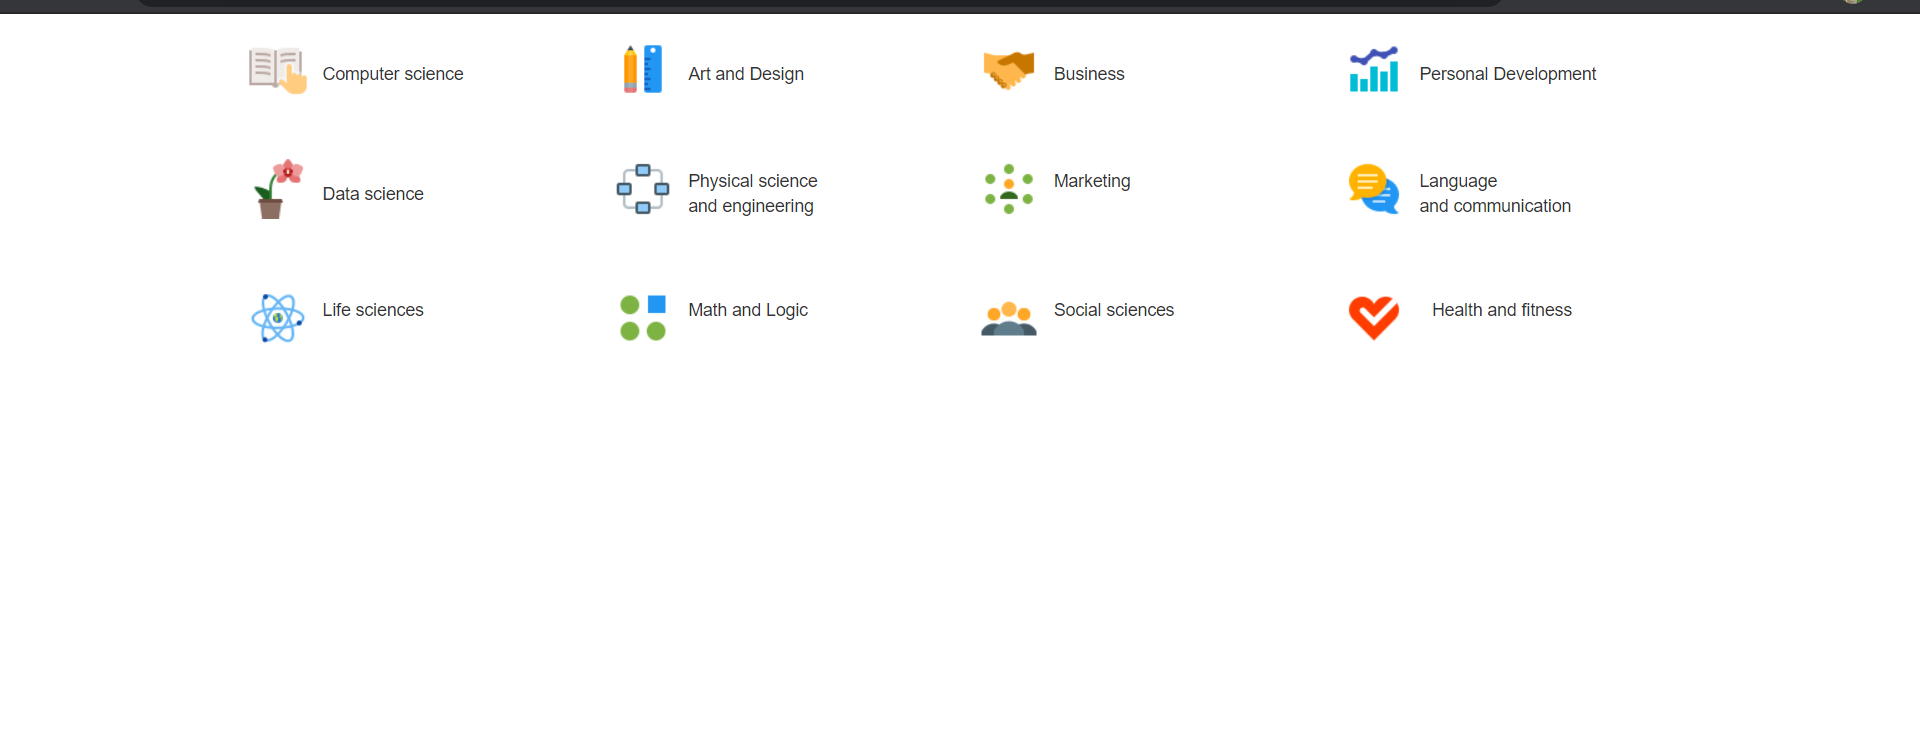 Computer science
Art and Design
Business
Personal Development
Data science
Physical science
and engineering
Marketing
Language
and communication
Life sciences
Math and Logic
Social sciences
Health and fitness